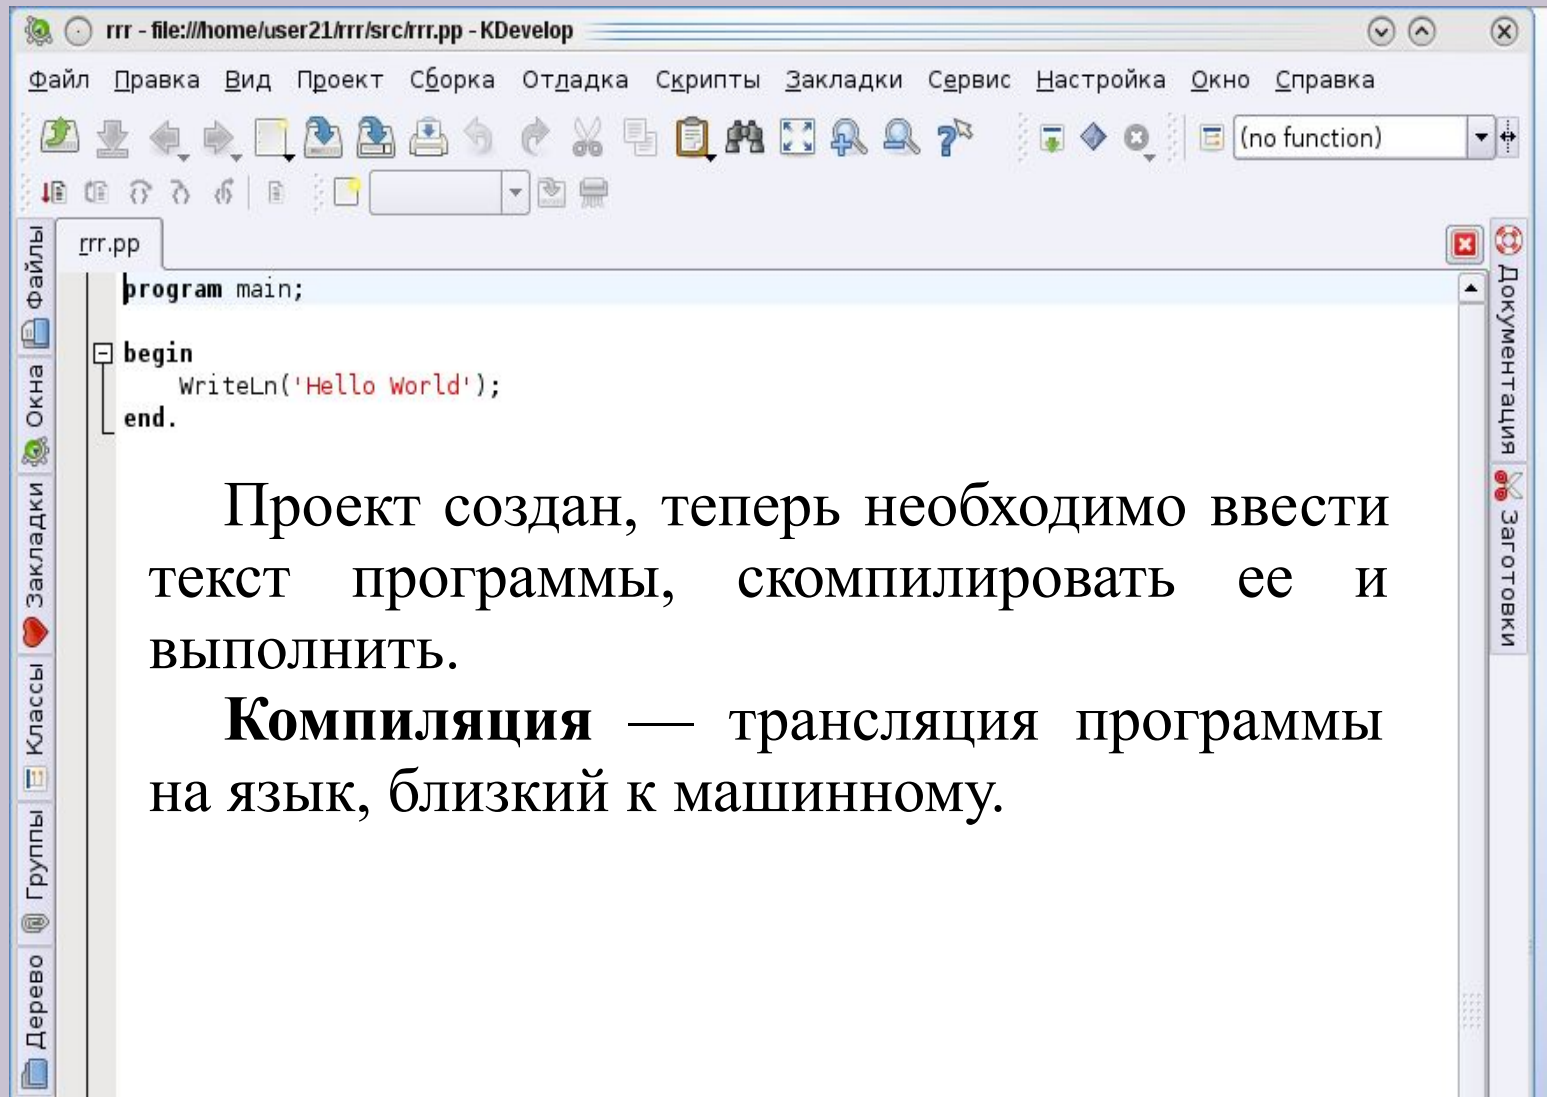 rrr - file:///home/user21/rrr/src/rrr.pp - KDevelop
Файл Правка Вид Проект Сборка Отладка Скрипты Закладки Сервис Настройка Окно Справка
(no function)
rrr.pp
program main;
begin
WriteLn('Hello World');
end.
Проект создан, теперь необходимо ввести
текст программы, скомпилировать ее и
выполнить.
Компиляция — трансляция программы
на язык, близкий к машинному.
Файлы
Окна
Закладки
Классы
Группы
Дерево
Документация
Заготовки